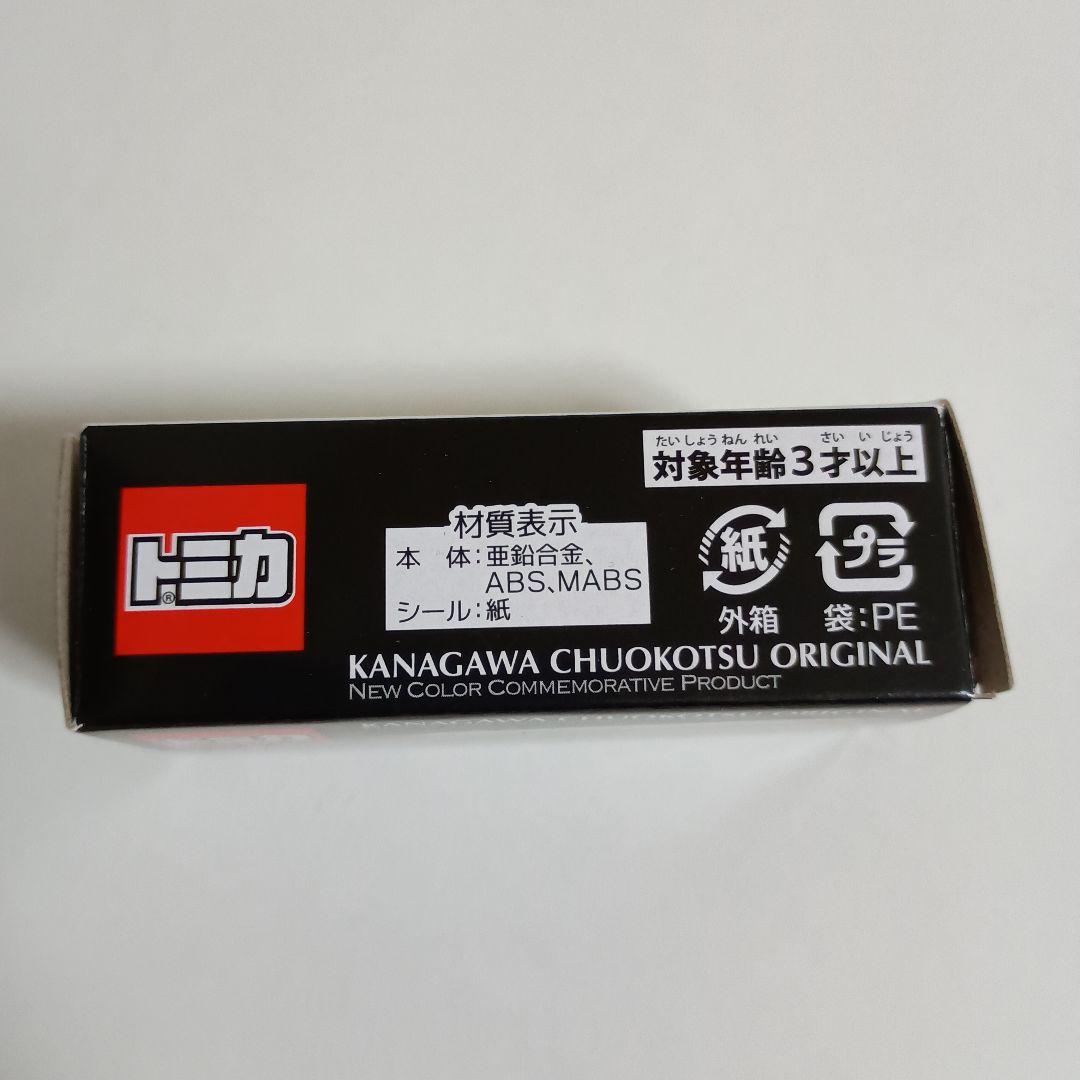 トミカ®
たいしょうねんれい さいいじょう
対象年齢3才以上
材質表示
本 体:亜鉛合金、
ABS、MABS
シール:紙
紙
外箱
プラ
袋:PE
KANAGAWA CHUOKOTSU ORIGINAL
NEW COLOR COMMEMORATIVE PRODUCT